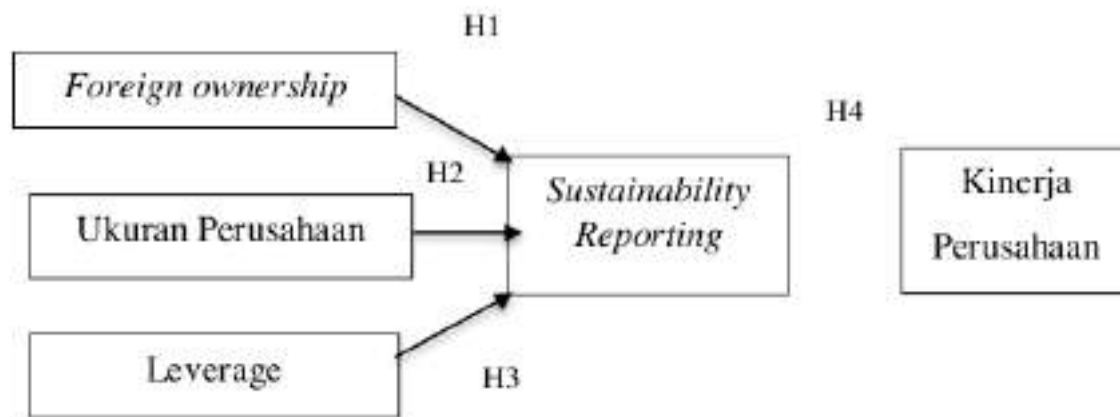 H1
Foreign ownership
H4
H2
Sustainability
Reporting
Kinerja
Perusahaan
Ukuran Perusahaan
Leverage
H3